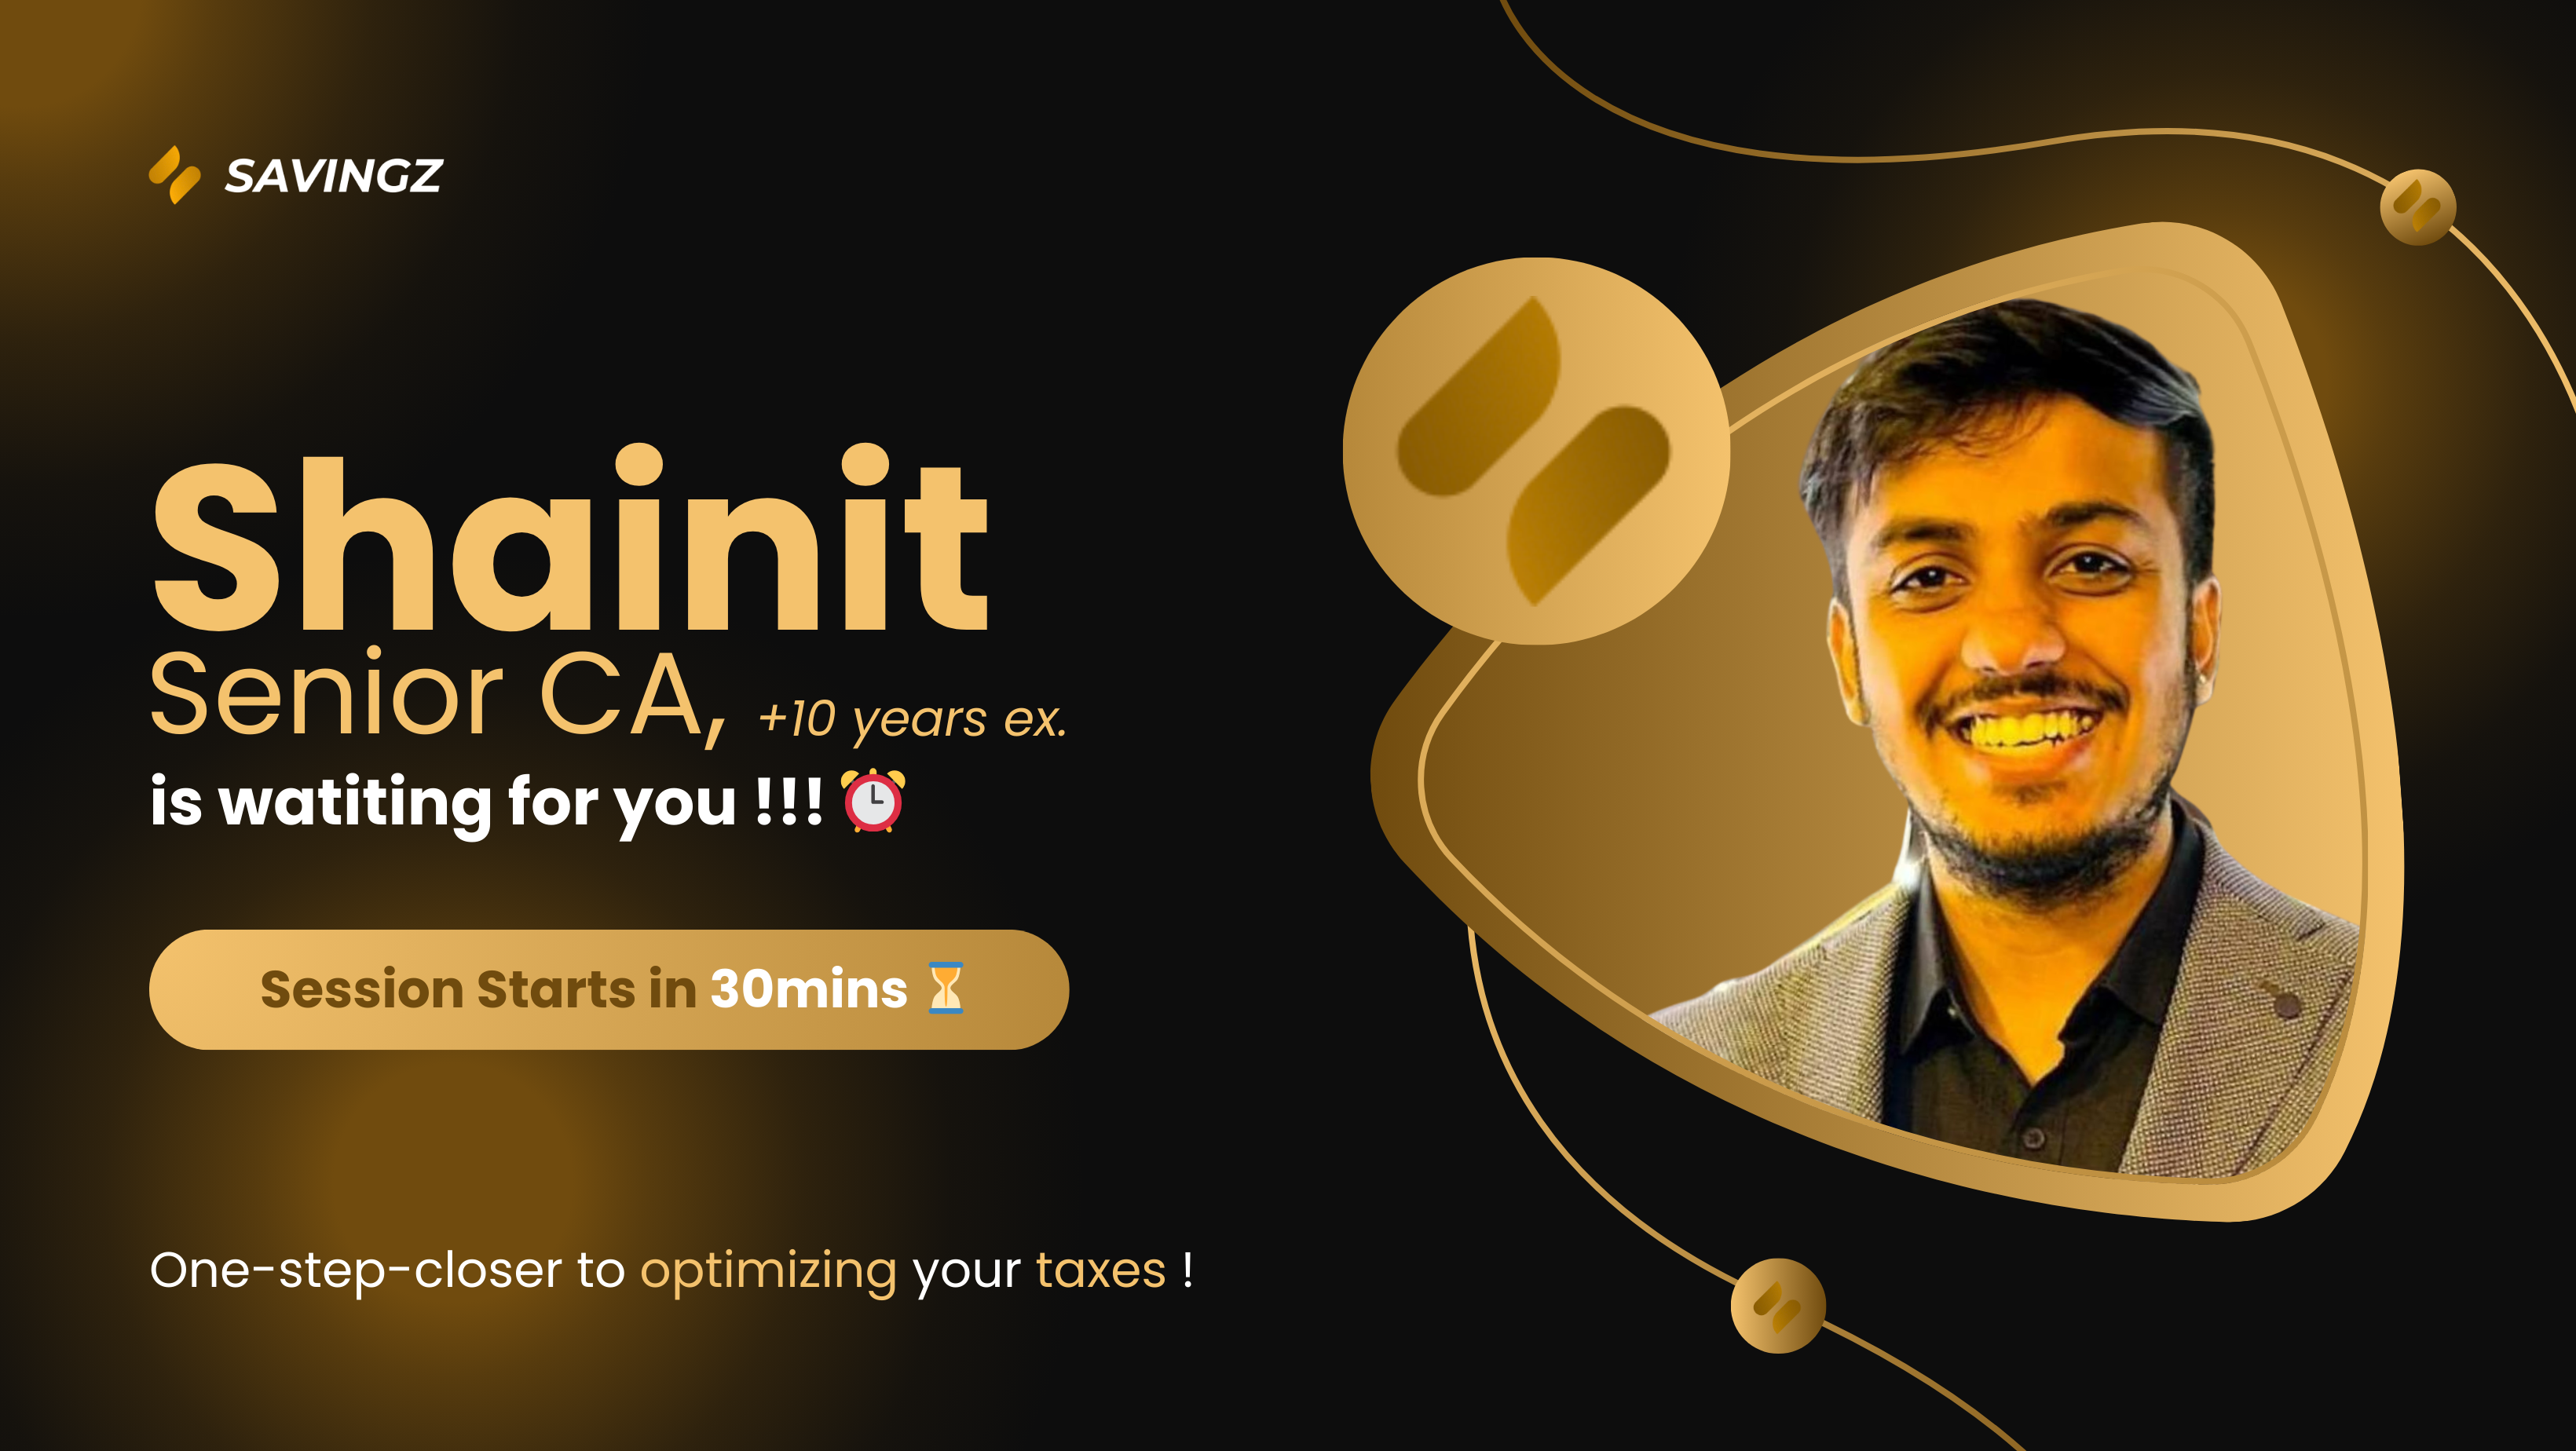 SAVINGZ
Shainit
Senior CA, +10 years ex.
is watiting for you !!! ⏰
Session Starts in 30mins ⏳
One-step-closer to optimizing your taxes !